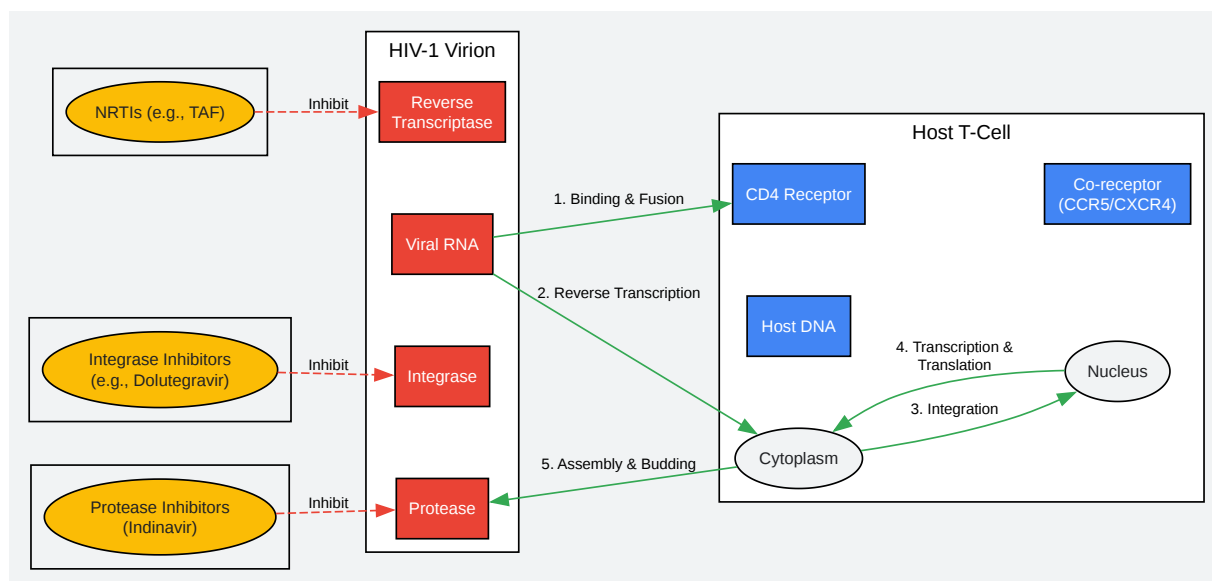 HIV-1 Virion
NRTIs (e.g., TAF)
Inhibit
Reverse
Transcriptase
Host T-Cell
CD4 Receptor
Co-receptor
(CCR5/CXCR4)
1. Binding & Fusion
Viral RNA
2. Reverse Transcription
Host DNA
Integrase Inhibitors
(e.g., Dolutegravir)
Inhibit
Integrase
4. Transcription &
Translation
Nucleus
3. Integration
Cytoplasm
5. Assembly & Budding
Protease Inhibitors
(Indinavir)
Inhibit
Protease